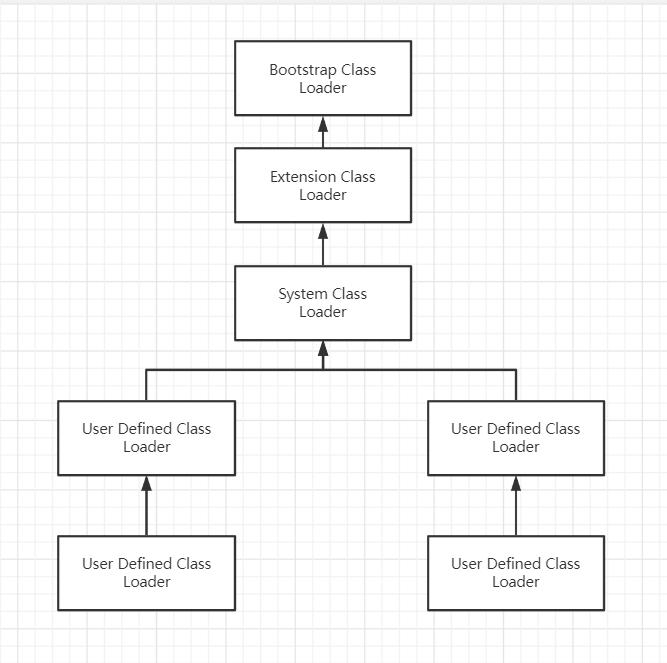 Bootstrap Class
Loader
Extension Class
Loader
System Class
Loader
User Defined Class
Loader
User Defined Class
Loader
User Defined Class
Loader
User Defined Class
Loader